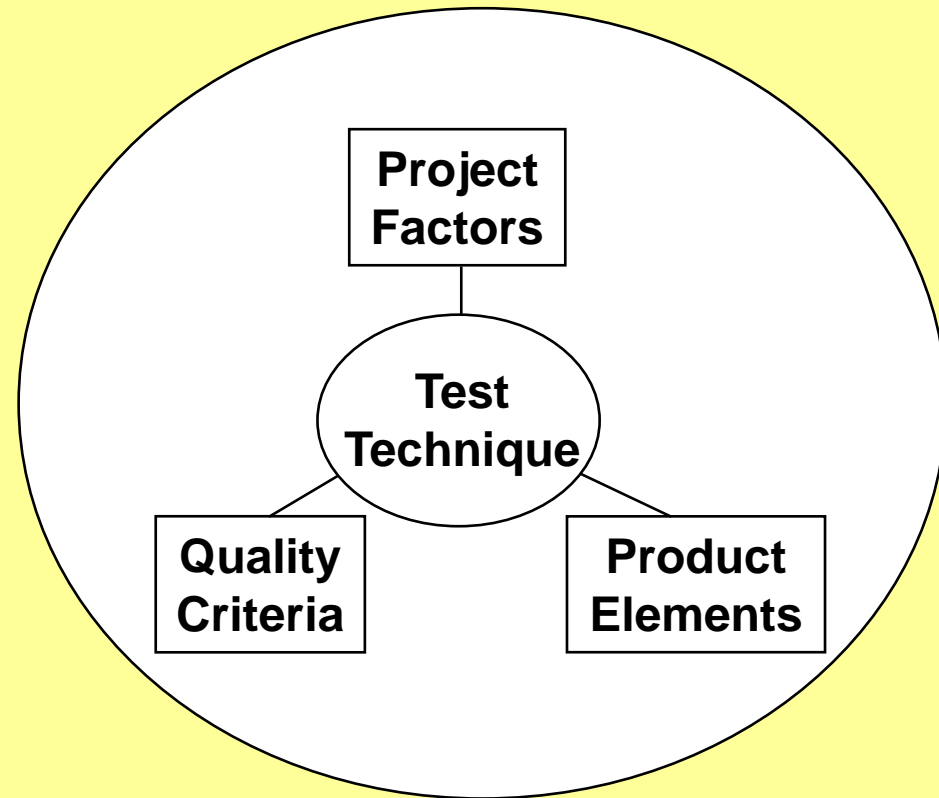 Project
Factors
Test
Technique
Quality
Criteria
Product
Elements